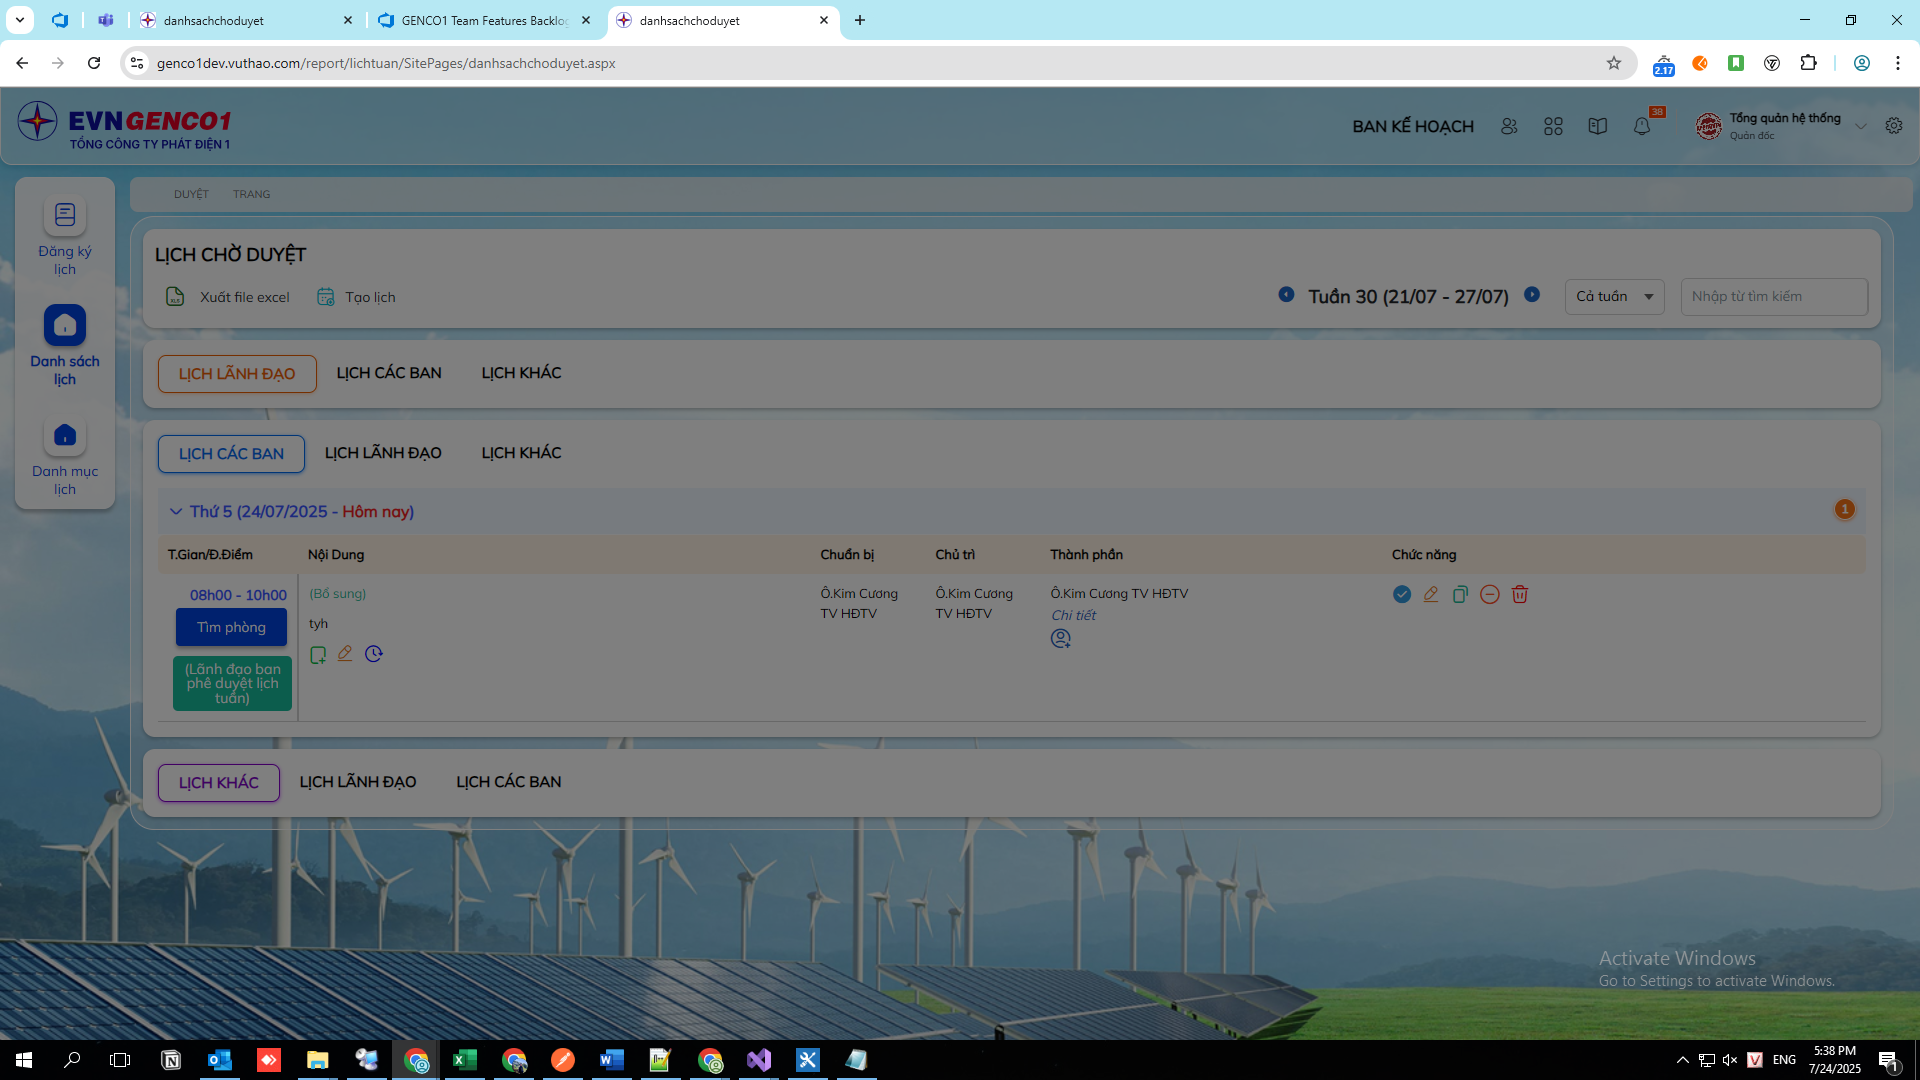 danhsachchoduyet
GENCO1 Team Features Backlog
danhsachchoduyet
genco1dev.vuthao.com/report/lichtuan/SitePages/danhsachchoduyet.aspx
2.17
EVNGENCO1
TỔNG CÔNG TY PHÁT ĐIỆN 1
BAN KẾ HOẠCH
38
Tổng quản hệ thống
Quản đốc
DUYỆT TRANG
Đăng ký
lịch
Danh sách
lịch
Danh mục
lịch
LỊCH CHỜ DUYỆT
XLS
Xuất file excel
Tạo lịch
Tuần 30 (21/07 - 27/07)
Cả tuần
Nhập từ tìm kiếm
LỊCH LÃNH ĐẠO LỊCH CÁC BAN LỊCH KHÁC
LỊCH CÁC BAN LỊCH LÃNH ĐẠO LỊCH KHÁC
Thứ 5 (24/07/2025 - Hôm nay)
1
T.Gian/Đ.Điểm Nội Dung Chuẩn bị Chủ trì Thành phần Chức năng
08h00 - 10h00
Tìm phòng
(Lãnh đạo ban
phê duyệt lịch
tuần)
(Bổ sung)
tyh
Ô.Kim Cương
TV HĐTV
Ô.Kim Cương
TV HĐTV
Ô.Kim Cương TV HĐTV
Chi tiết
LỊCH KHÁC LỊCH LÃNH ĐẠO LỊCH CÁC BAN
Activate Windows
Go to Settings to activate Windows.
ENG
5:38 PM
7/24/2025
1